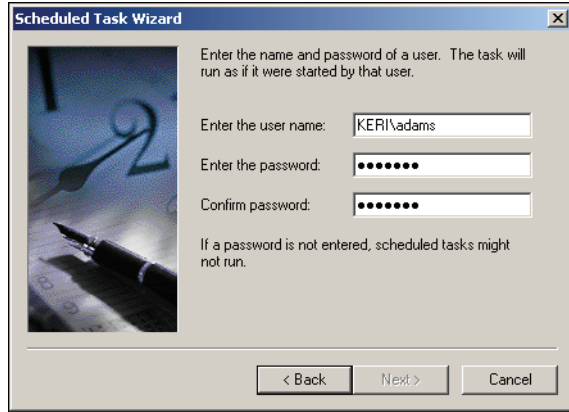 Scheduled Task Wizard
Enter the name and password of a user. The task will
run as if it were started by that user.
Enter the user name: KERI\adams
Enter the password: •••••••
Confirm password: •••••••
If a password is not entered, scheduled tasks might
not run.
< Back Next > Cancel